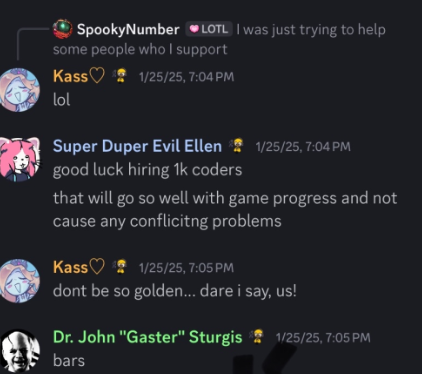 SpookyNumber LOTL I was just trying to help
some people who I support
Kass♡ 1/25/25, 7:04 PM
lol
Super Duper Evil Ellen 1/25/25, 7:04 PM
good luck hiring 1k coders
that will go so well with game progress and not
cause any conflicitng problems
Kass♡ 1/25/25, 7:05 PM
dont be so golden... dare i say, us!
Dr. John "Gaster" Sturgis 1/25/25, 7:05 PM
bars